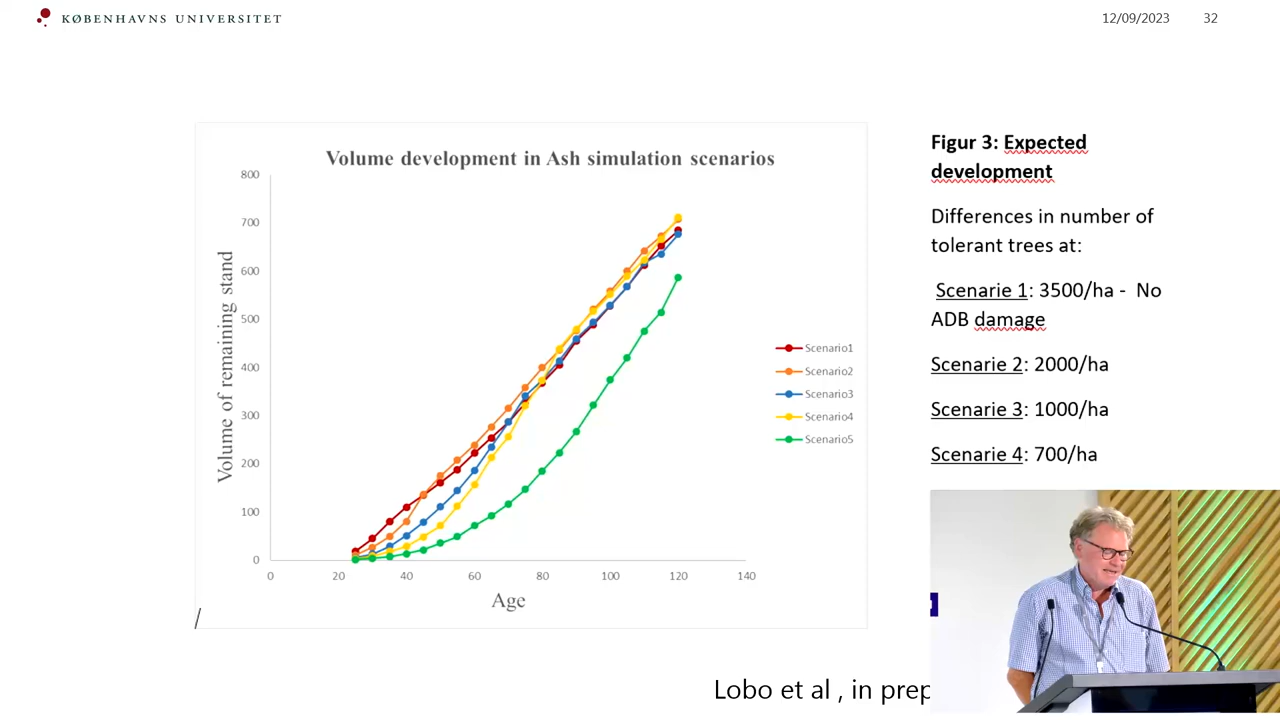 KØBENHAVNS UNIVERSITET
12/09/2023 32
Volume development in Ash simulation scenarios
Volume of remaining stand
800
700
600
500
400
300
200
100
0
0 20 40 60 80 100 120 140
Age
Scenario1
Scenario2
Scenario3
Scenario4
Scenario5
/
Figur 3: Expected
development
Differences in number of
tolerant trees at:
Scenarie 1: 3500/ha - No
ADB damage
Scenarie 2: 2000/ha
Scenarie 3: 1000/ha
Scenarie 4: 700/ha
Lobo et al , in prep